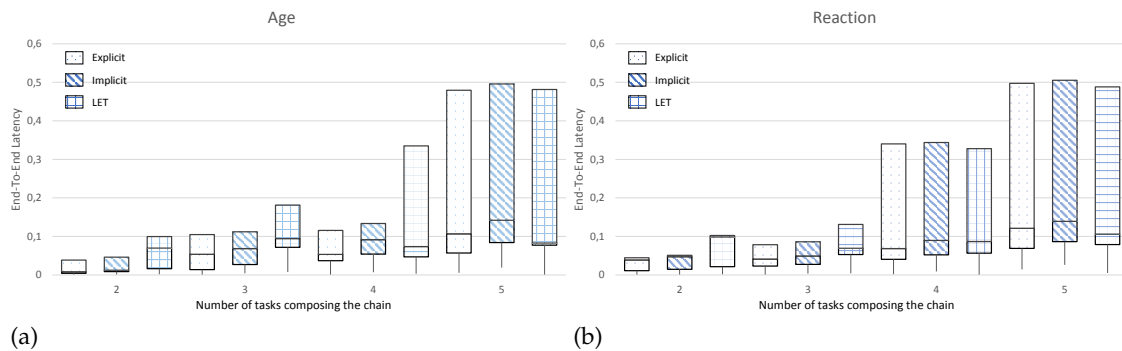 Age
0,6
0,5
0,4
0,3
0,2
0,1
0
End-To-End Latency
Explicit
Implicit
LET
2 3 4 5
Number of tasks composing the chain
(a)
Reaction
0,6
0,5
0,4
0,3
0,2
0,1
0
End-To-End Latency
Explicit
Implicit
LET
2 3 4 5
Number of tasks composing the chain
(b)